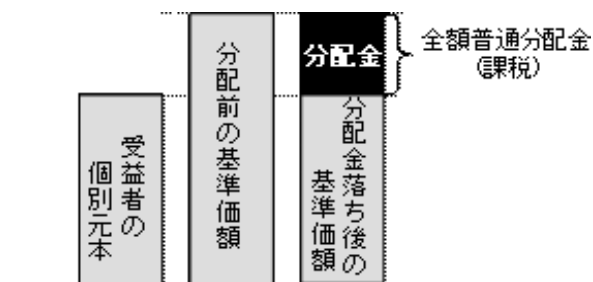 受益者の
個別元本
分配前の基準価額
分配金
分配金落ち後の
基準価額
全額普通分配金
(課税)